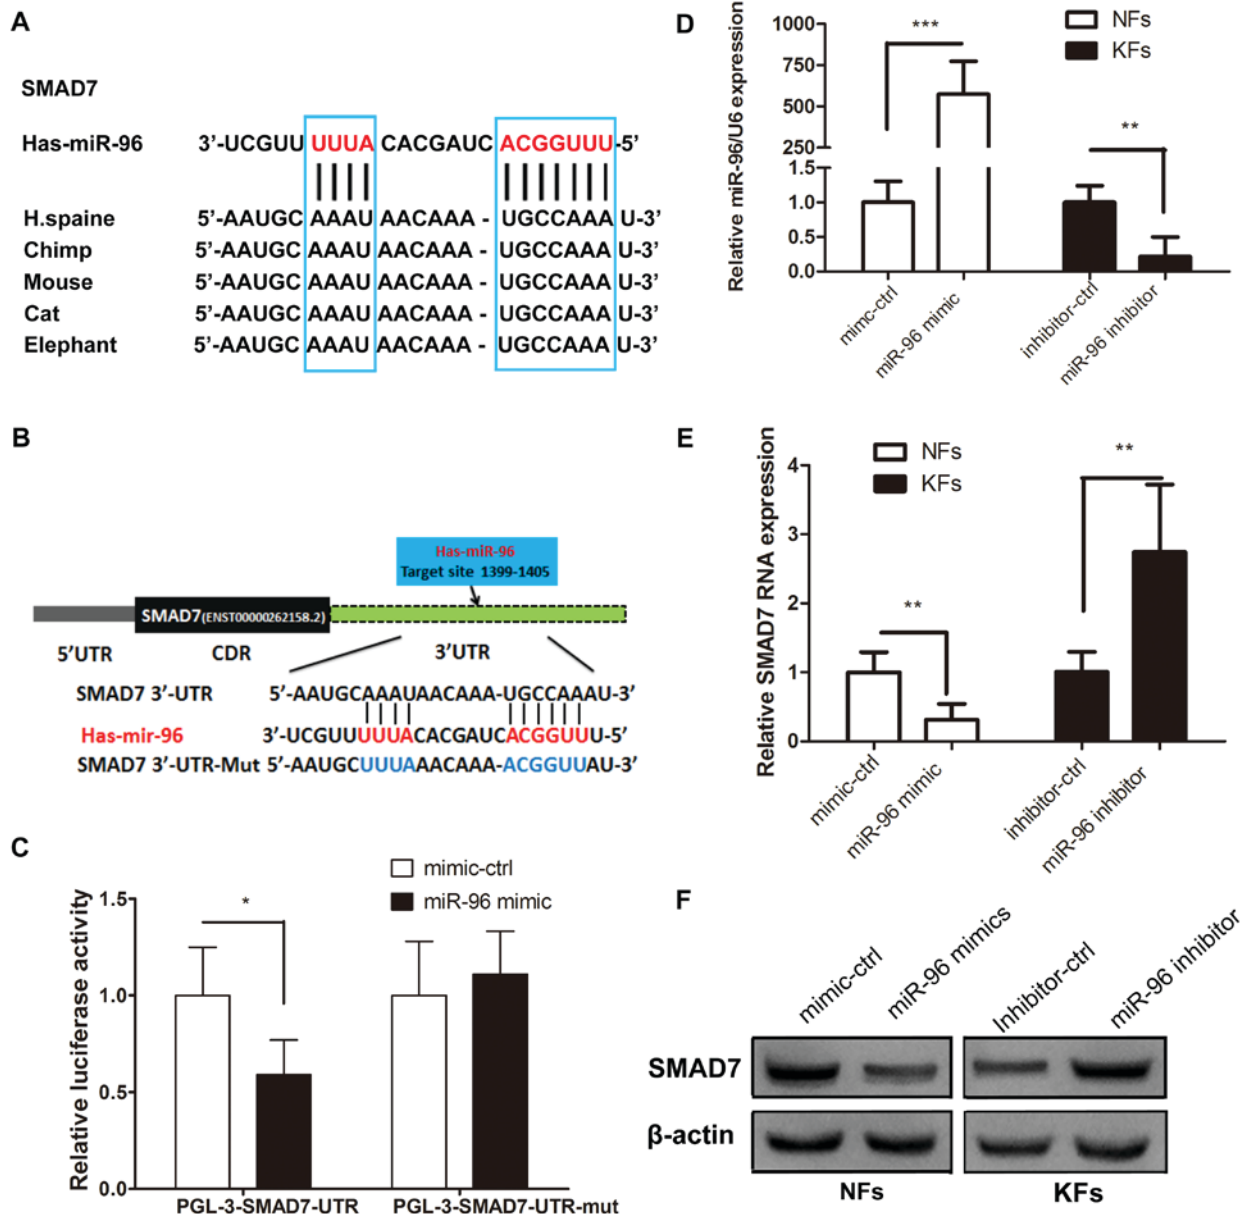 A
SMAD7
Has-miR-96 3’-UCGUU UUUA CACGAUC ACGGUUU-5’
H.spaine 5’-AAUGC AAAU AACAAA - UGCCAAA U-3’
Chimp 5’-AAUGC AAAU AACAAA - UGCCAAA U-3’
Mouse 5’-AAUGC AAAU AACAAA - UGCCAAA U-3’
Cat 5’-AAUGC AAAU AACAAA - UGCCAAA U-3’
Elephant 5’-AAUGC AAAU AACAAA - UGCCAAA U-3’
B
Has-miR-96
Target site 1399-1405
SMAD7(ENST00000262158.2)
5’UTR CDR 3’UTR
SMAD7 3’-UTR 5’-AAUGCAAAUAACAAA-UGCCAAAU-3’
Has-mir-96 3’-UCGUUUUUACACGAUCACGGUUU-5’
SMAD7 3’-UTR-Mut 5’-AAUGCUUUAAACAAA-ACGGUUAU-3’
C
mimic-ctrl
miR-96 mimic
Relative luciferase activity
1.5
1.0
0.5
0.0
*
PGL-3-SMAD7-UTR PGL-3-SMAD7-UTR-mut
D
NFs
KFs
Relative miR-96/U6 expression
1000
750
500
250
1.5
1.0
0.5
0.0
***
**
mimc-ctrl
miR-96 mimic
inhibitor-ctrl
miR-96 inhibitor
E
NFs
KFs
Relative SMAD7 RNA expression
4
3
2
1
0
**
**
mimic-ctrl
miR-96 mimic
inhibitor-ctrl
miR-96 inhibitor
F
mimic-ctrl
miR-96 mimics
Inhibitor-ctrl
miR-96 inhibitor
SMAD7
β-actin
NFs KFs